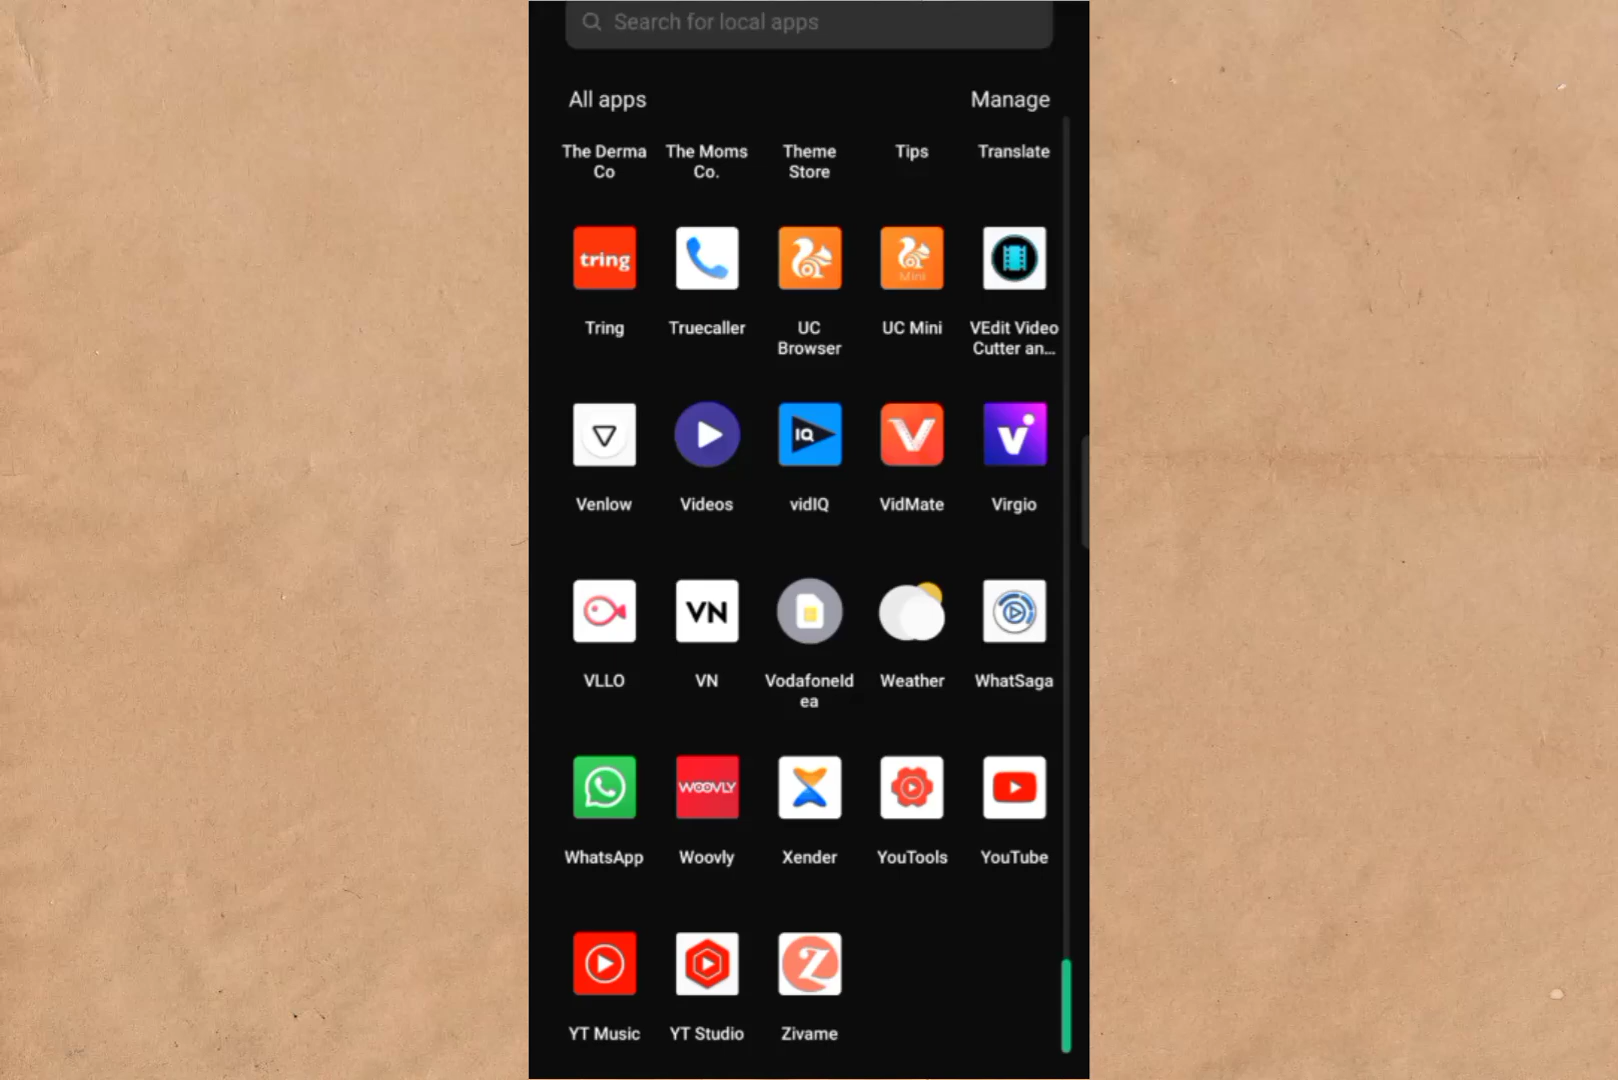 Search for local apps
All apps
Manage
The Derma
Co
The Moms
Co.
Theme
Store
Tips
Translate
tring
Mini
Tring
Truecaller
UC
Browser
UC Mini
VEdit Video
Cutter an...
IQ
V
v
Venlow
Videos
vidIQ
VidMate
Virgio
VN
VLLO
VN
VodafoneId
ea
Weather
WhatSaga
WOOVLY
WhatsApp
Woovly
Xender
YouTools
YouTube
Z
YT Music
YT Studio
Zivame